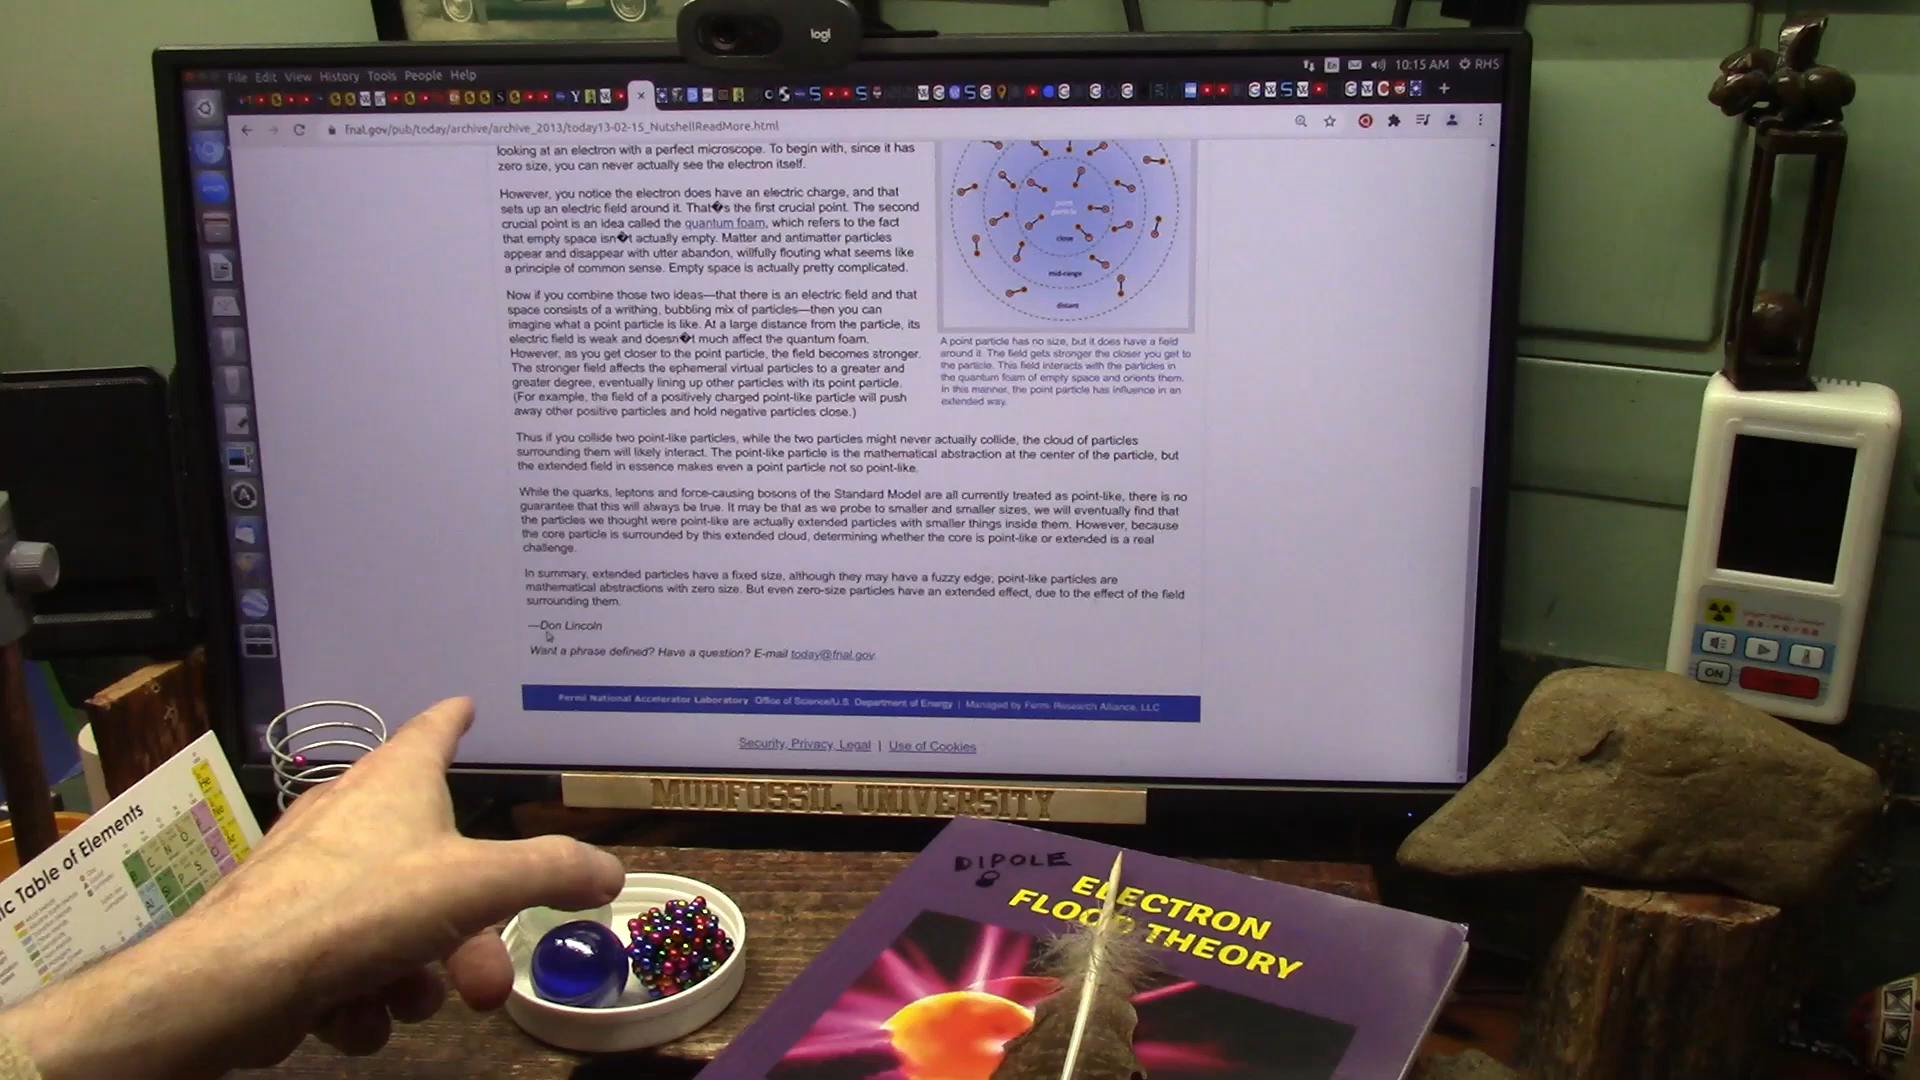 logi
File Edit View History Tools People Help
10:15 AM RHS
fnal.gov/pub/today/archive/archive_2013/today13-02-15_NutshellReadMore.html
looking at an electron with a perfect microscope. To begin with, since it has
zero size, you can never actually see the electron itself.
However, you notice the electron does have an electric charge, and that
sets up an electric field around it. That�s the first crucial point. The second
crucial point is an idea called the quantum foam, which refers to the fact
that empty space isn�t actually empty. Matter and antimatter particles
appear and disappear with utter abandon, willfully flouting what seems like
a principle of common sense. Empty space is actually pretty complicated.
Now if you combine those two ideas—that there is an electric field and that
space consists of a writhing, bubbling mix of particles—then you can
imagine what a point particle is like. At a large distance from the particle, its
electric field is weak and doesn�t much affect the quantum foam.
However, as you get closer to the point particle, the field becomes stronger.
The stronger field affects the ephemeral virtual particles to a greater and
greater degree, eventually lining up other particles with its point particle.
(For example, the field of a positively charged point-like particle will push
away other positive particles and hold negative particles close.)
point
particle
close
mid-range
distant
A point particle has no size, but it does have a field
around it. The field gets stronger the closer you get to
the particle. This field interacts with the particles in
the quantum foam of empty space and orients them.
In this manner, the point particle has influence in an
extended way.
Thus if you collide two point-like particles, while the two particles might never actually collide, the cloud of particles
surrounding them will likely interact. The point-like particle is the mathematical abstraction at the center of the particle, but
the extended field in essence makes even a point particle not so point-like.
While the quarks, leptons and force-causing bosons of the Standard Model are all currently treated as point-like, there is no
guarantee that this will always be true. It may be that as we probe to smaller and smaller sizes, we will eventually find that
the particles we thought were point-like are actually extended particles with smaller things inside them. However, because
the core particle is surrounded by this extended cloud, determining whether the core is point-like or extended is a real
challenge.
In summary, extended particles have a fixed size, although they may have a fuzzy edge; point-like particles are
mathematical abstractions with zero size. But even zero-size particles have an extended effect, due to the effect of the field
surrounding them.
—Don Lincoln
Want a phrase defined? Have a question? E-mail today@fnal.gov.
Fermi National Accelerator Laboratory Office of Science/U.S. Department of Energy | Managed by Fermi Research Alliance, LLC
Security, Privacy, Legal | Use of Cookies
MUDFOSSIL UNIVERSITY
ic Table of Elements
He
Ne
Ar
B C N O
P S
DIPOLE
ELECTRON
FLOOD THEORY
ON